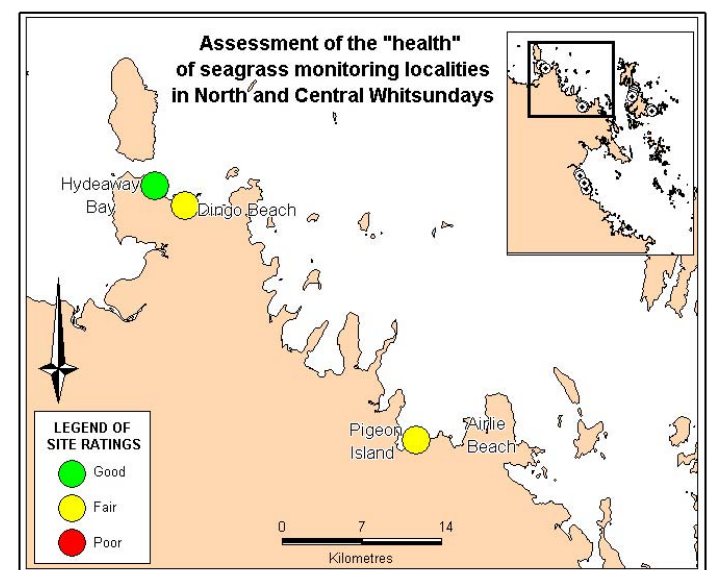 Assessment of the "health"
of seagrass monitoring localities
in North and Central Whitsundays
Hydeaway
Bay
Dingo Beach
Pigeon
Island
Airlie
Beach
LEGEND OF
SITE RATINGS
Good
Fair
Poor
0 7 14
Kilometres